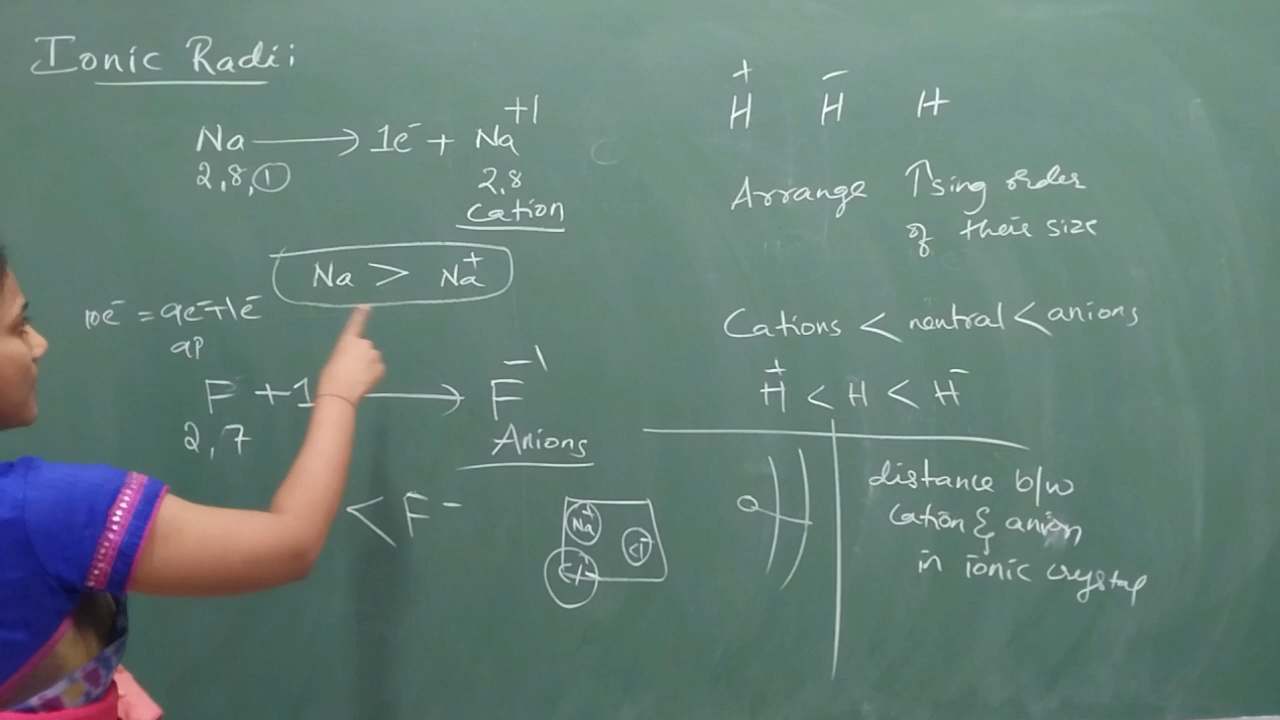 Ionic Radii
Na ⟶ 1e⁻ + Na⁺¹
2,8,1
2,8
Cation
Na > Na⁺
10e⁻ = 9e⁻+1e⁻
9p
F +1 ⟶ F⁻¹
2,7
Anions
< F⁻
Na⁺
Cl⁻
Cl⁻
H⁺ H⁻ H
Arrange ↑sing order
of their size
Cations < neutral < anions
H⁺ < H < H⁻
distance b/w
Cation & anion
in ionic crystal